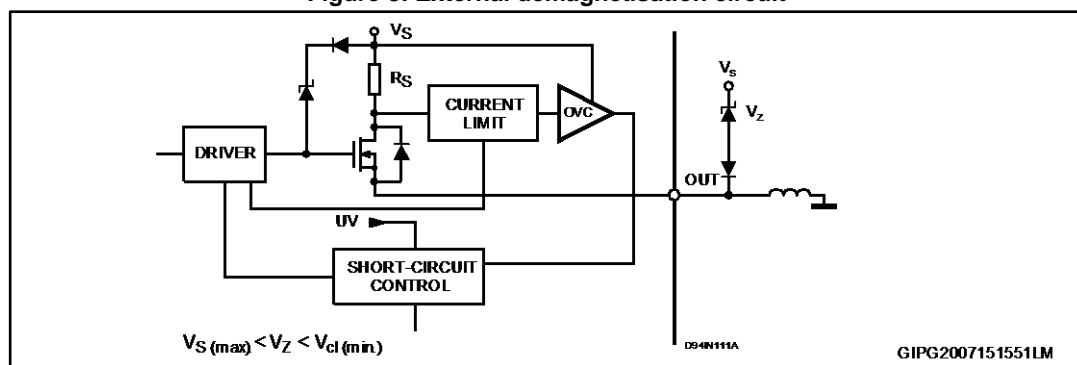 Figure 8. External demagnetisation circuit
VS
RS
CURRENT
LIMIT
OVC
DRIVER
Vs
VZ
OUT
UV
SHORT-CIRCUIT
CONTROL
VS (max) < VZ < Vcl (min.)
D94IN111A
GIPG2007151551LM